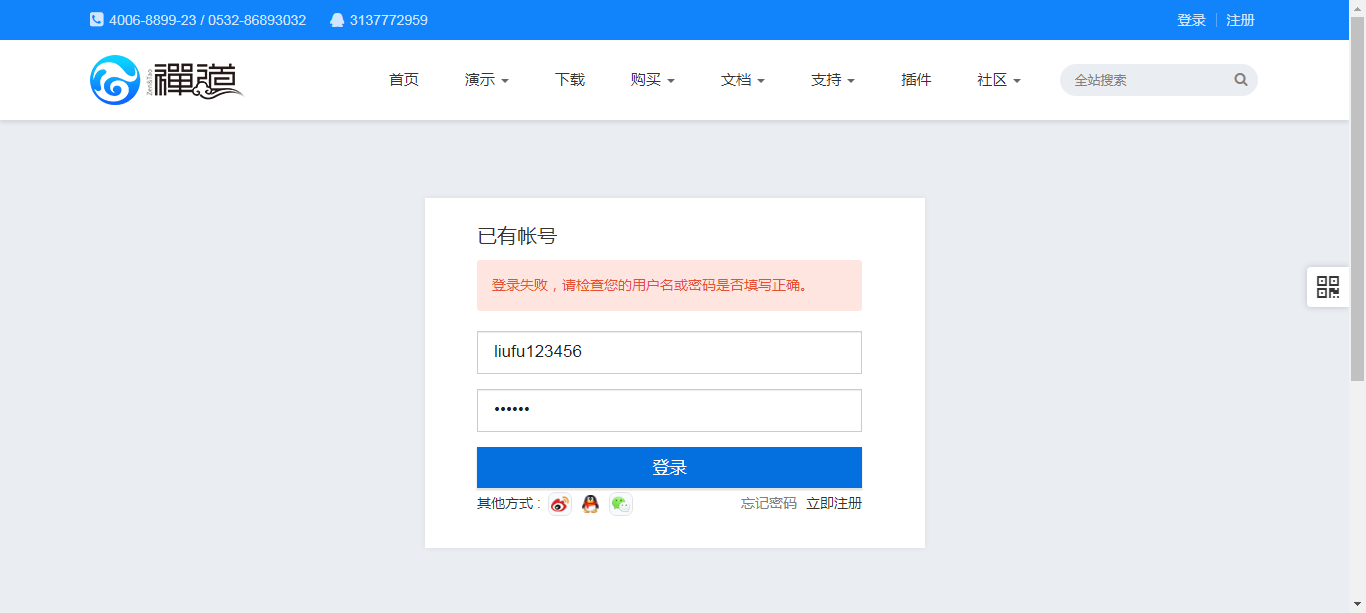 4006-8899-23 / 0532-86893032 3137772959 登录 注册
Zen&Tao 禅道 首页 演示 下载 购买 文档 支持 插件 社区 全站搜索
已有帐号
登录失败，请检查您的用户名或密码是否填写正确。
liufu123456
••••••
登录
其他方式 : 忘记密码 立即注册